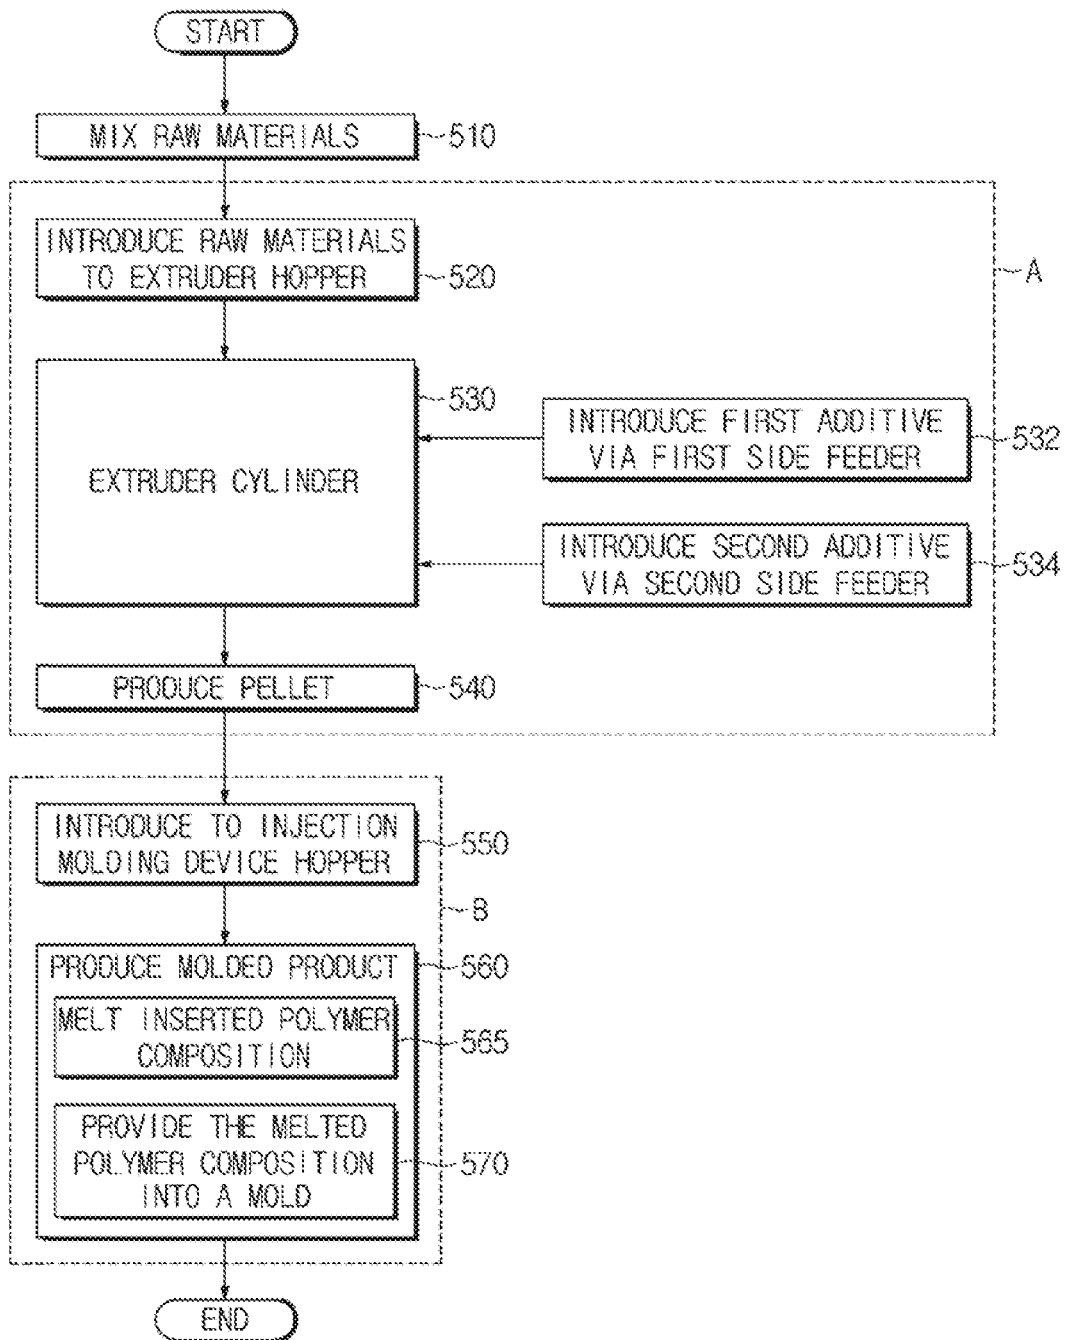 START
MIX RAW MATERIALS
510
INTRODUCE RAW MATERIALS
TO EXTRUDER HOPPER
520
A
530
EXTRUDER CYLINDER
INTRODUCE FIRST ADDITIVE
VIA FIRST SIDE FEEDER
532
INTRODUCE SECOND ADDITIVE
VIA SECOND SIDE FEEDER
534
PRODUCE PELLET
540
INTRODUCE TO INJECTION
MOLDING DEVICE HOPPER
550
B
PRODUCE MOLDED PRODUCT
560
MELT INSERTED POLYMER
COMPOSITION
565
PROVIDE THE MELTED
POLYMER COMPOSITION
INTO A MOLD
570
END